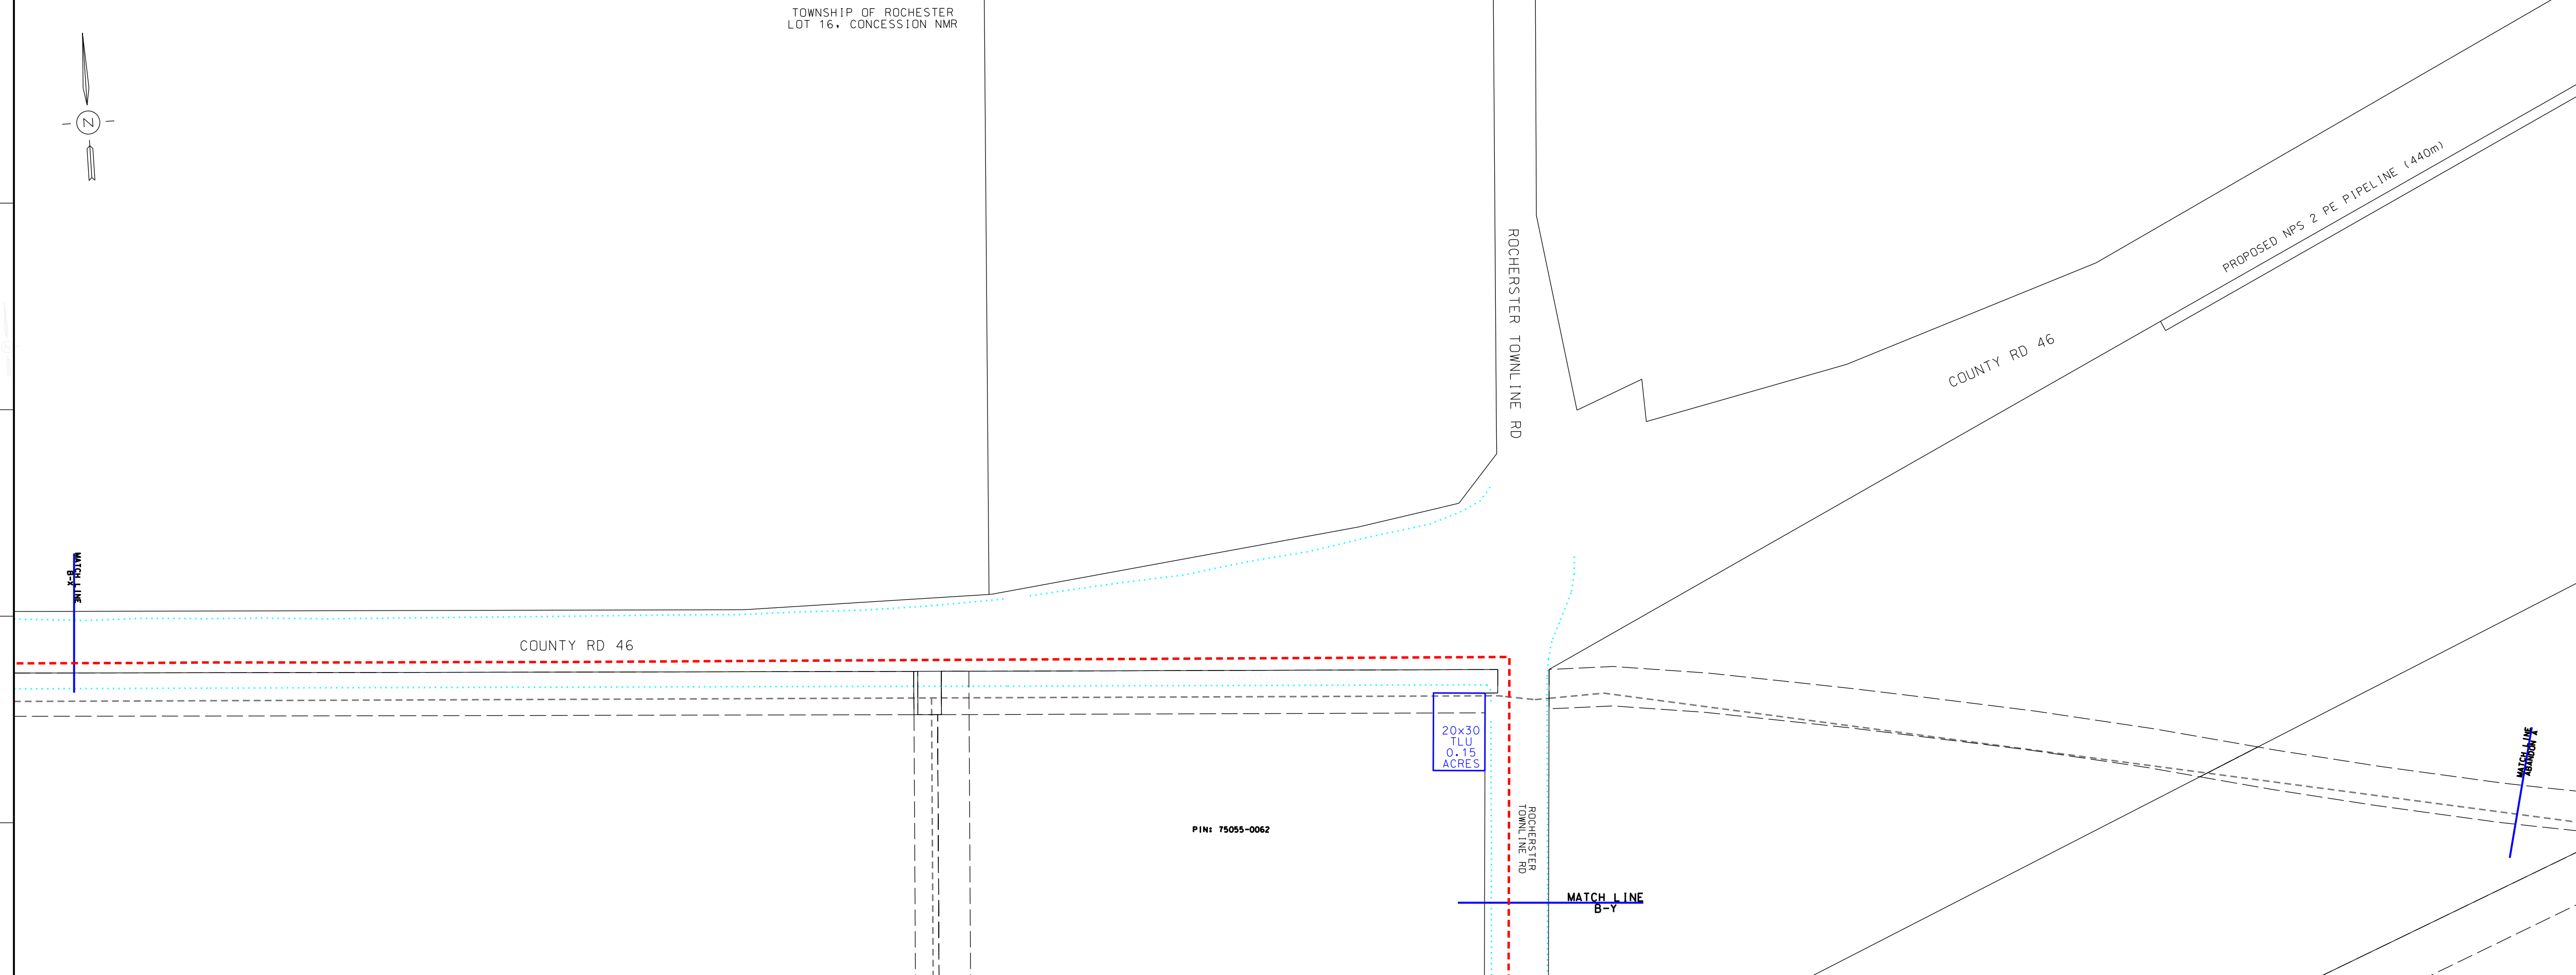 TOWNSHIP OF ROCHESTER
LOT 16, CONCESSION NMR
N
ROCHERSTER TOWNLINE RD
PROPOSED NPS 2 PE PIPELINE (440m)
COUNTY RD 46
MATCH LINE
B-X
COUNTY RD 46
20x30
TLU
0.15
ACRES
MATCH LINE
ABANDON A
PIN: 75055-0062
ROCHERSTER
TOWNLINE RD
MATCH LINE
B-Y